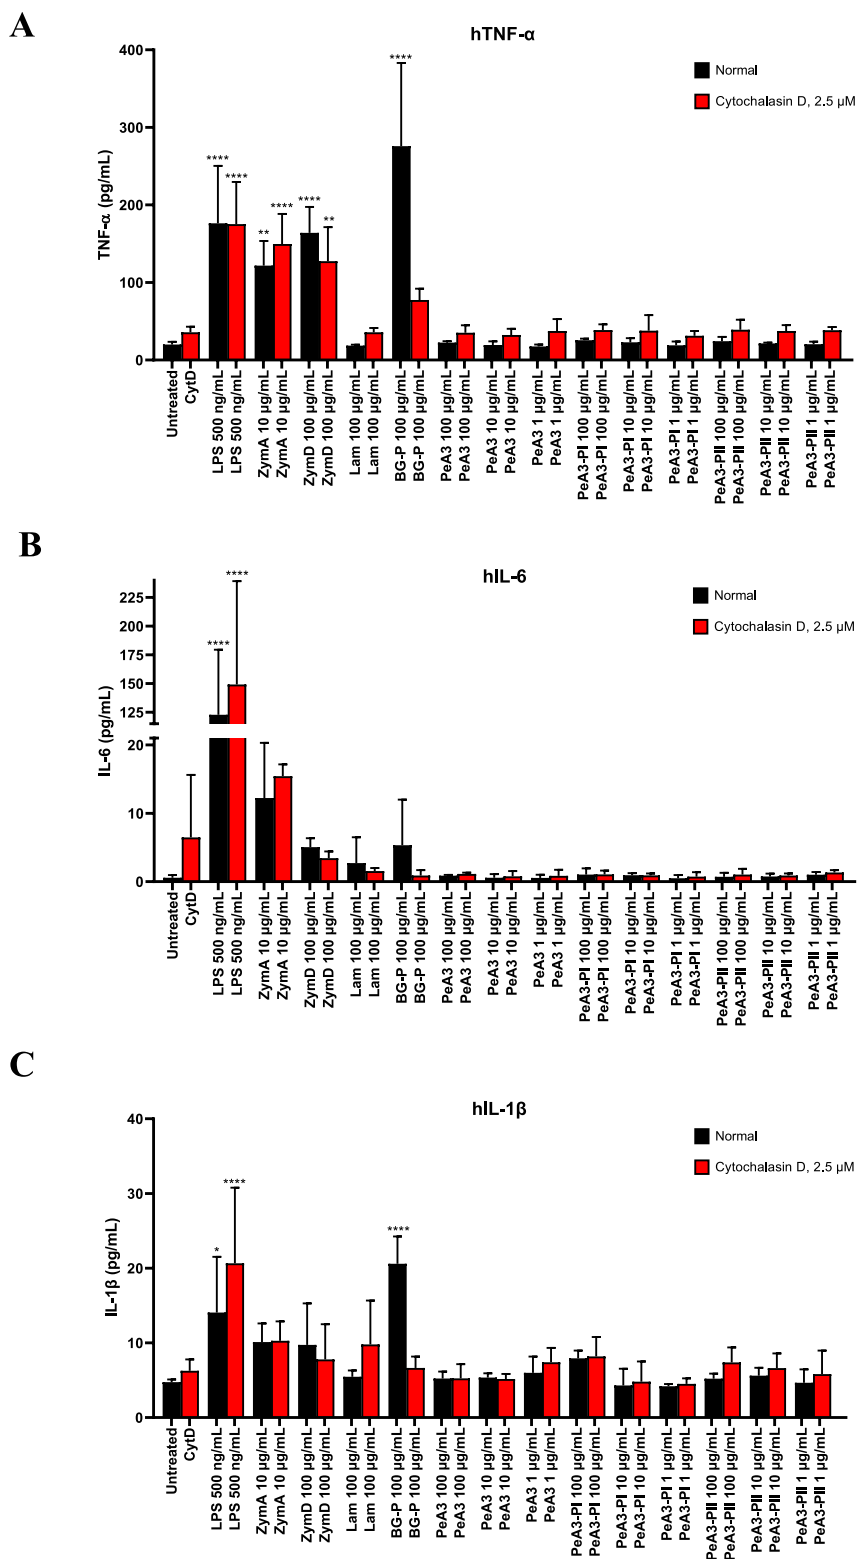 A
hTNF-α
Normal
Cytochalasin D, 2.5 µM
TNF-α (pg/mL)
400
300
200
100
0
****
****
**
****
****
**
****
Untreated
CytD
LPS 500 ng/mL
LPS 500 ng/mL
ZymA 10 µg/mL
ZymA 10 µg/mL
ZymD 100 µg/mL
ZymD 100 µg/mL
Lam 100 µg/mL
Lam 100 µg/mL
BG-P 100 µg/mL
BG-P 100 µg/mL
PeA3 100 µg/mL
PeA3 100 µg/mL
PeA3 10 µg/mL
PeA3 10 µg/mL
PeA3 1 µg/mL
PeA3 1 µg/mL
PeA3-PI 100 µg/mL
PeA3-PI 100 µg/mL
PeA3-PI 10 µg/mL
PeA3-PI 10 µg/mL
PeA3-PI 1 µg/mL
PeA3-PI 1 µg/mL
PeA3-PII 100 µg/mL
PeA3-PII 100 µg/mL
PeA3-PII 10 µg/mL
PeA3-PII 10 µg/mL
PeA3-PII 1 µg/mL
PeA3-PII 1 µg/mL
B
hIL-6
Normal
Cytochalasin D, 2.5 µM
IL-6 (pg/mL)
225
200
175
150
125
20
10
0
****
****
Untreated
CytD
LPS 500 ng/mL
LPS 500 ng/mL
ZymA 10 µg/mL
ZymA 10 µg/mL
ZymD 100 µg/mL
ZymD 100 µg/mL
Lam 100 µg/mL
Lam 100 µg/mL
BG-P 100 µg/mL
BG-P 100 µg/mL
PeA3 100 µg/mL
PeA3 100 µg/mL
PeA3 10 µg/mL
PeA3 10 µg/mL
PeA3 1 µg/mL
PeA3 1 µg/mL
PeA3-PI 100 µg/mL
PeA3-PI 100 µg/mL
PeA3-PI 10 µg/mL
PeA3-PI 10 µg/mL
PeA3-PI 1 µg/mL
PeA3-PI 1 µg/mL
PeA3-PII 100 µg/mL
PeA3-PII 100 µg/mL
PeA3-PII 10 µg/mL
PeA3-PII 10 µg/mL
PeA3-PII 1 µg/mL
PeA3-PII 1 µg/mL
C
hIL-1β
Normal
Cytochalasin D, 2.5 µM
IL-1β (pg/mL)
40
30
20
10
0
*
****
****
Untreated
CytD
LPS 500 ng/mL
LPS 500 ng/mL
ZymA 10 µg/mL
ZymA 10 µg/mL
ZymD 100 µg/mL
ZymD 100 µg/mL
Lam 100 µg/mL
Lam 100 µg/mL
BG-P 100 µg/mL
BG-P 100 µg/mL
PeA3 100 µg/mL
PeA3 100 µg/mL
PeA3 10 µg/mL
PeA3 10 µg/mL
PeA3 1 µg/mL
PeA3 1 µg/mL
PeA3-PI 100 µg/mL
PeA3-PI 100 µg/mL
PeA3-PI 10 µg/mL
PeA3-PI 10 µg/mL
PeA3-PI 1 µg/mL
PeA3-PI 1 µg/mL
PeA3-PII 100 µg/mL
PeA3-PII 100 µg/mL
PeA3-PII 10 µg/mL
PeA3-PII 10 µg/mL
PeA3-PII 1 µg/mL
PeA3-PII 1 µg/mL